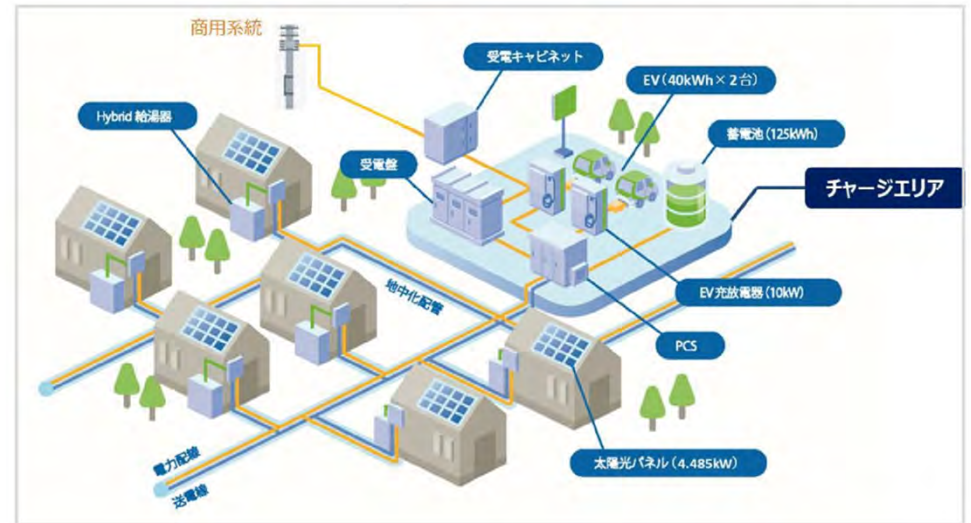 商用系統
受電キャビネット
EV(40kWh×2台)
Hybrid 給湯器
蓄電池(125kWh)
受電盤
チャージエリア
地中化配管
EV充放電器(10kW)
PCS
電力配線
送電線
太陽光パネル(4.485kW)